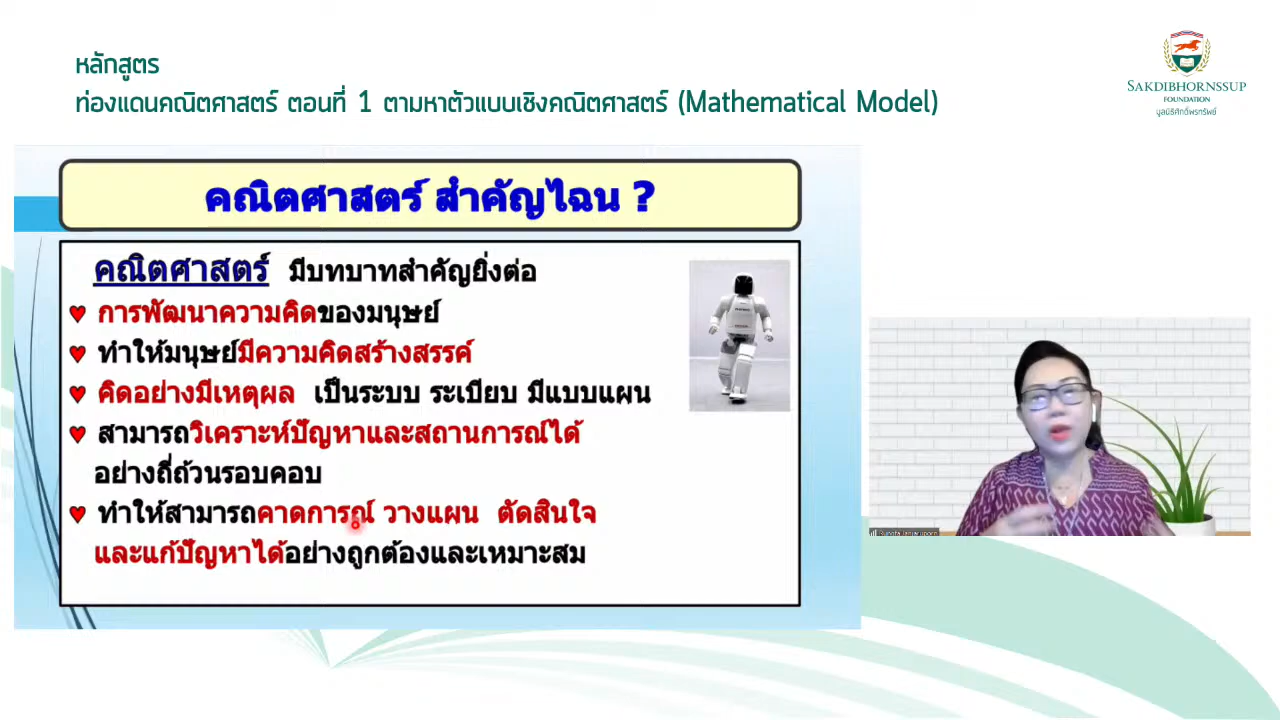 หลักสูตร
ท่องแดนคณิตศาสตร์ ตอนที่ 1 ตามหาตัวแบบเชิงคณิตศาสตร์ (Mathematical Model)
SAKDIBHORNSSUP
FOUNDATION
มูลนิธิศักดิ์พรทรัพย์
คณิตศาสตร์ สำคัญไฉน ?
คณิตศาสตร์ มีบทบาทสำคัญยิ่งต่อ
♥ การพัฒนาความคิดของมนุษย์
♥ ทำให้มนุษย์มีความคิดสร้างสรรค์
♥ คิดอย่างมีเหตุผล เป็นระบบ ระเบียบ มีแบบแผน
♥ สามารถวิเคราะห์ปัญหาและสถานการณ์ได้
อย่างถี่ถ้วนรอบคอบ
♥ ทำให้สามารถคาดการณ์ วางแผน ตัดสินใจ
และแก้ปัญหาได้อย่างถูกต้องและเหมาะสม